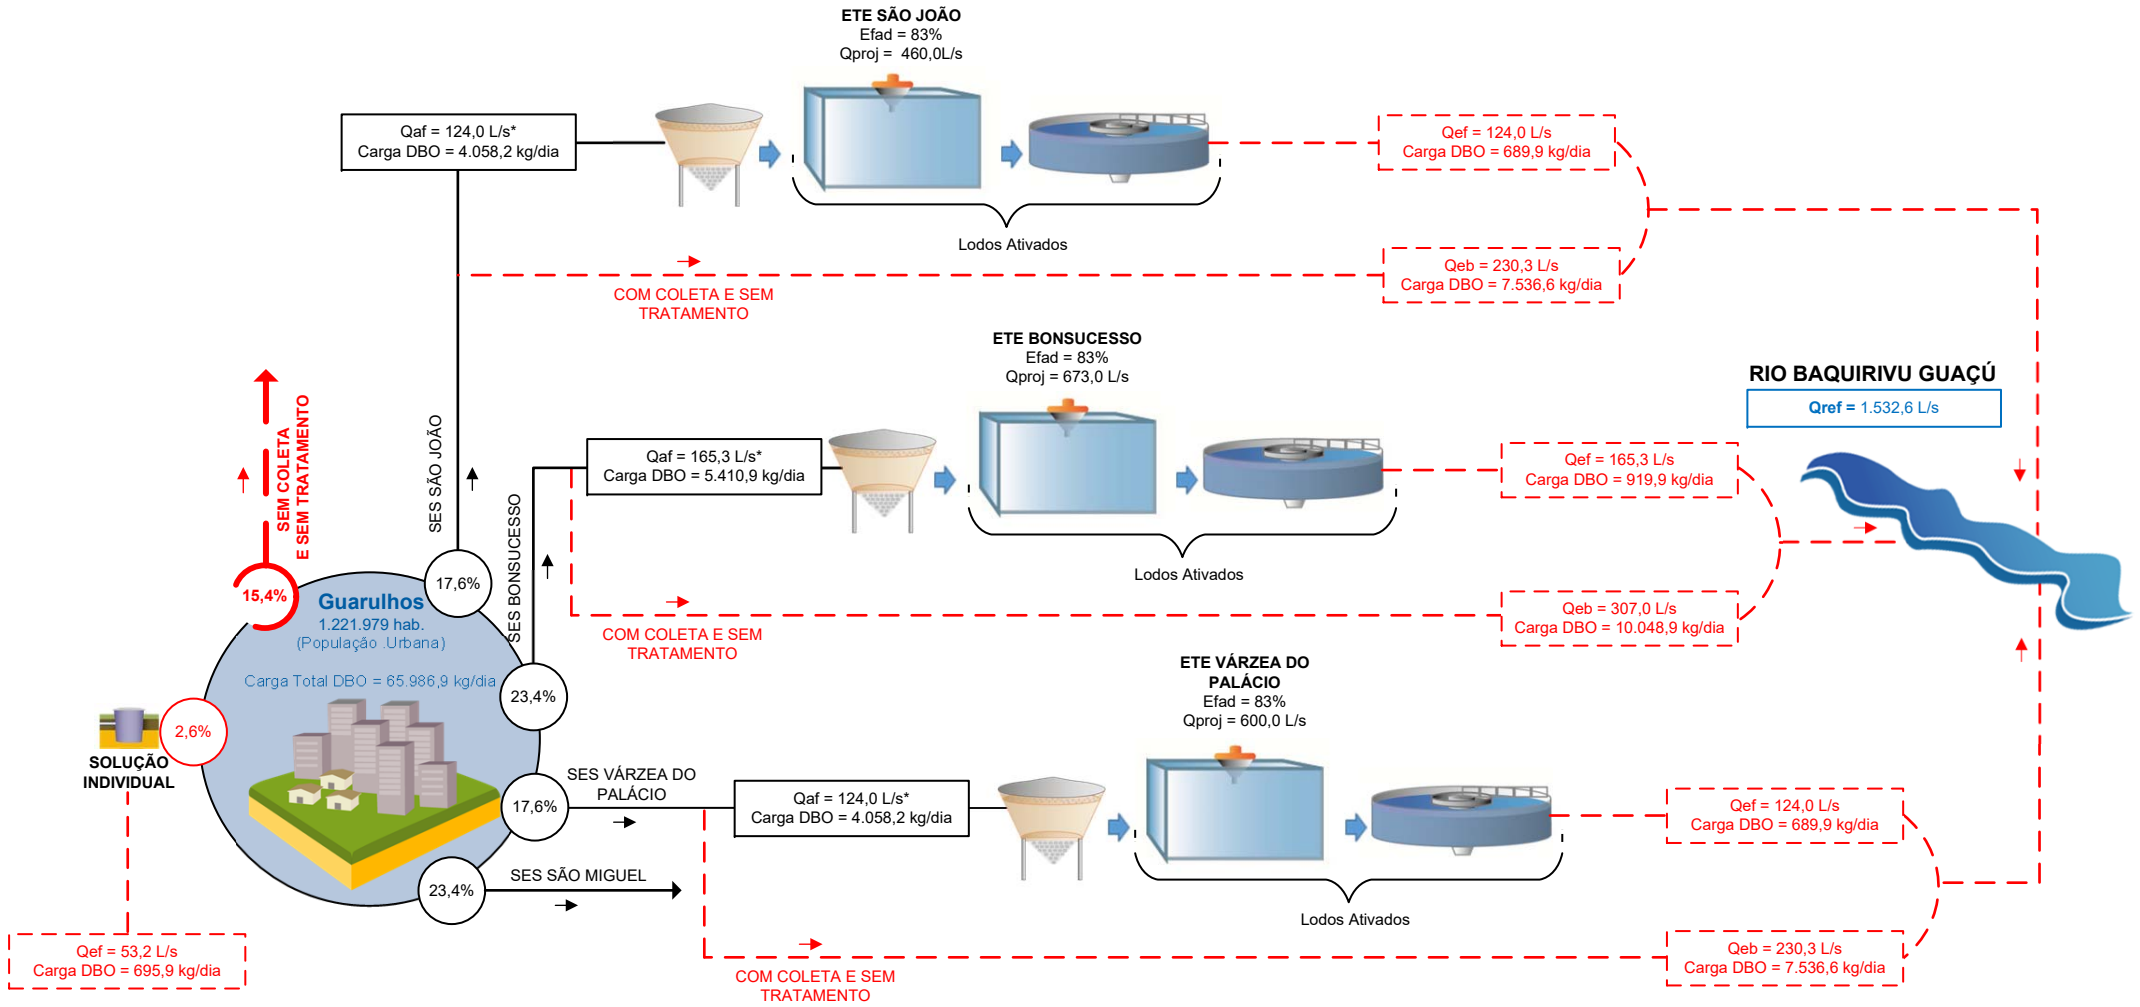 ETE SÃO JOÃO
Efad = 83%
Qproj = 460,0L/s
Qaf = 124,0 L/s*
Carga DBO = 4.058,2 kg/dia
Lodos Ativados
Qef = 124,0 L/s
Carga DBO = 689,9 kg/dia
Qeb = 230,3 L/s
Carga DBO = 7.536,6 kg/dia
COM COLETA E SEM
TRATAMENTO
ETE BONSUCESSO
Efad = 83%
Qproj = 673,0 L/s
Qaf = 165,3 L/s*
Carga DBO = 5.410,9 kg/dia
Lodos Ativados
Qef = 165,3 L/s
Carga DBO = 919,9 kg/dia
Qeb = 307,0 L/s
Carga DBO = 10.048,9 kg/dia
COM COLETA E SEM
TRATAMENTO
RIO BAQUIRIVU GUAÇÚ
Qref = 1.532,6 L/s
SEM COLETA
E SEM TRATAMENTO
SES SÃO JOÃO
SES BONSUCESSO
15,4%
17,6%
Guarulhos
1.221.979 hab.
(População .Urbana)
Carga Total DBO = 65.986,9 kg/dia
23,4%
2,6%
SOLUÇÃO
INDIVIDUAL
17,6%
SES VÁRZEA DO
PALÁCIO
23,4%
SES SÃO MIGUEL
Qef = 53,2 L/s
Carga DBO = 695,9 kg/dia
ETE VÁRZEA DO
PALÁCIO
Efad = 83%
Qproj = 600,0 L/s
Qaf = 124,0 L/s*
Carga DBO = 4.058,2 kg/dia
Lodos Ativados
Qef = 124,0 L/s
Carga DBO = 689,9 kg/dia
Qeb = 230,3 L/s
Carga DBO = 7.536,6 kg/dia
COM COLETA E SEM
TRATAMENTO